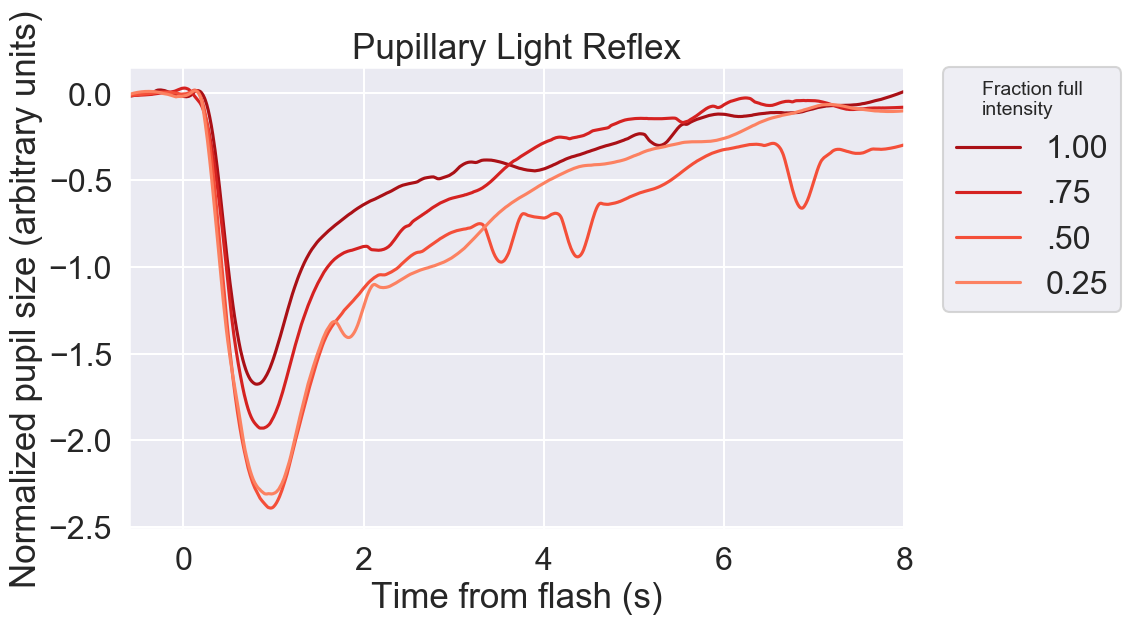 Pupillary Light Reflex
Normalized pupil size (arbitrary units)
0.0
−0.5
−1.0
−1.5
−2.0
−2.5
0 2 4 6 8
Time from flash (s)
Fraction full
intensity
1.00
.75
.50
0.25